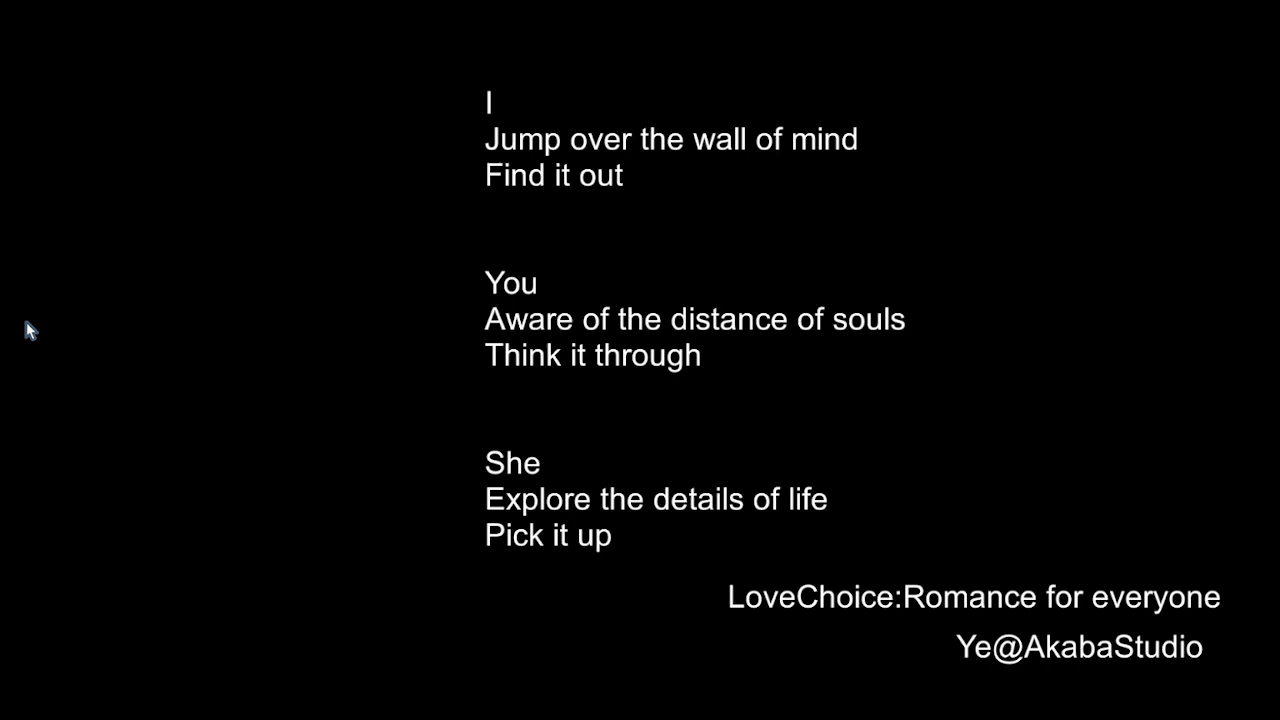 I
Jump over the wall of mind
Find it out
You
Aware of the distance of souls
Think it through
She
Explore the details of life
Pick it up
LoveChoice:Romance for everyone
Ye@AkabaStudio